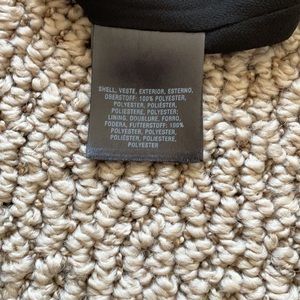 SHELL, VESTE, EXTERIOR, ESTERNO,
OBERSTOFF: 100% POLYESTER,
POLYESTER, POLIÉSTER,
POLIESTERE, POLYESTER;
LINING, DOUBLURE, FORRO,
FODERA, FUTTERSTOFF: 100%
POLYESTER, POLYESTER,
POLIÉSTER, POLIESTERE,
POLYESTER